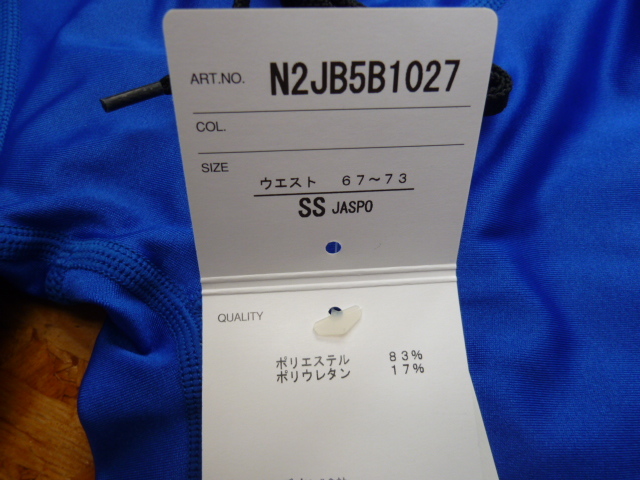 ART.NO. N2JB5B1027
COL.
SIZE
ウエスト 67～73
SS JASPO
QUALITY
ポリエステル 83%
ポリウレタン 17%